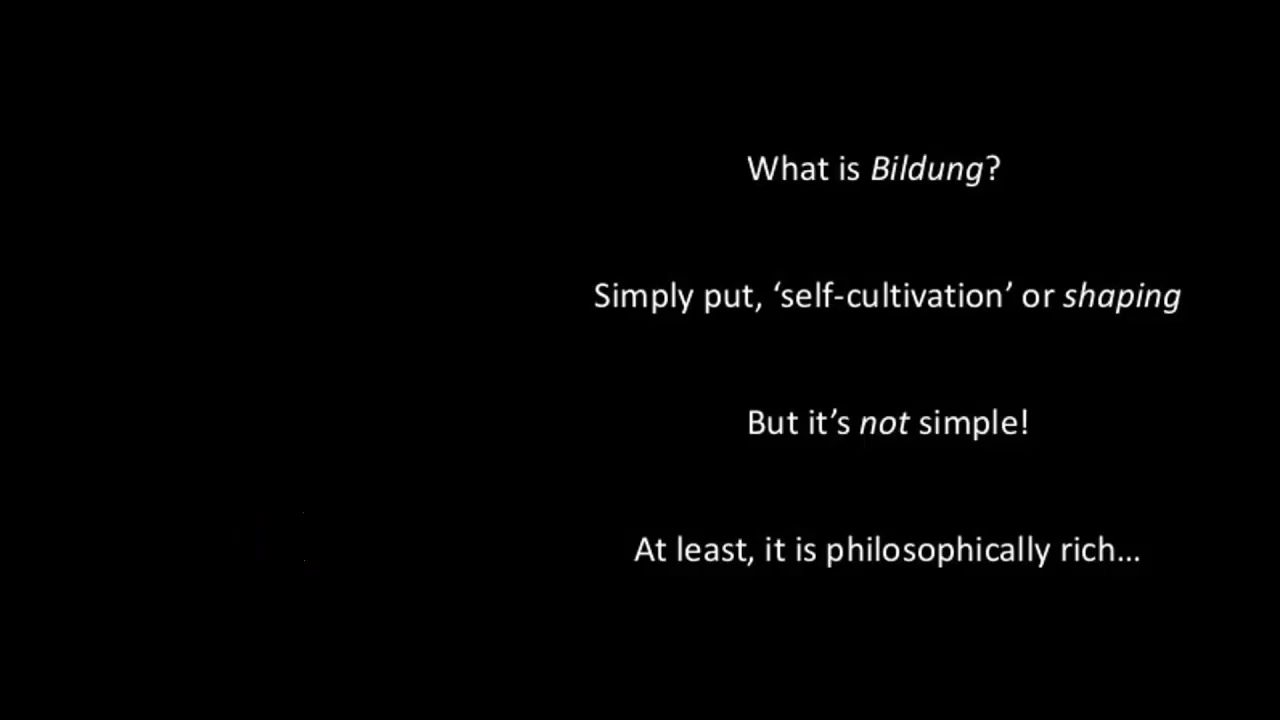 What is Bildung?
Simply put, ‘self-cultivation’ or shaping
But it’s not simple!
At least, it is philosophically rich…